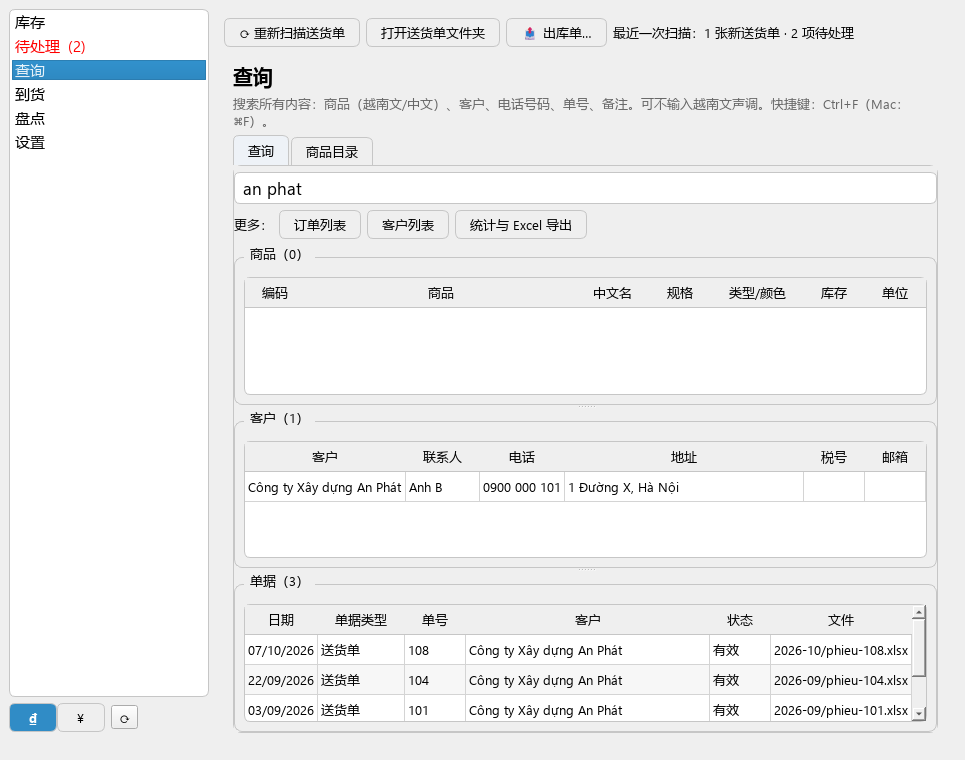 库存
待处理 (2)
查询
到货
盘点
设置
₫ ¥ ⟳
⟳ 重新扫描送货单 打开送货单文件夹 📤 出库单... 最近一次扫描：1 张新送货单 · 2 项待处理
查询
搜索所有内容：商品（越南文/中文）、客户、电话号码、单号、备注。可不输入越南文声调。快捷键：Ctrl+F（Mac：
⌘F）。
查询 商品目录
an phat
更多： 订单列表 客户列表 统计与 Excel 导出
商品（0）
编码 商品 中文名 规格 类型/颜色 库存 单位
客户（1）
客户 联系人 电话 地址 税号 邮箱
Công ty Xây dựng An Phát Anh B 0900 000 101 1 Đường X, Hà Nội
单据（3）
日期 单据类型 单号 客户 状态 文件
07/10/2026 送货单 108 Công ty Xây dựng An Phát 有效 2026-10/phieu-108.xlsx
22/09/2026 送货单 104 Công ty Xây dựng An Phát 有效 2026-09/phieu-104.xlsx
03/09/2026 送货单 101 Công ty Xây dựng An Phát 有效 2026-09/phieu-101.xlsx